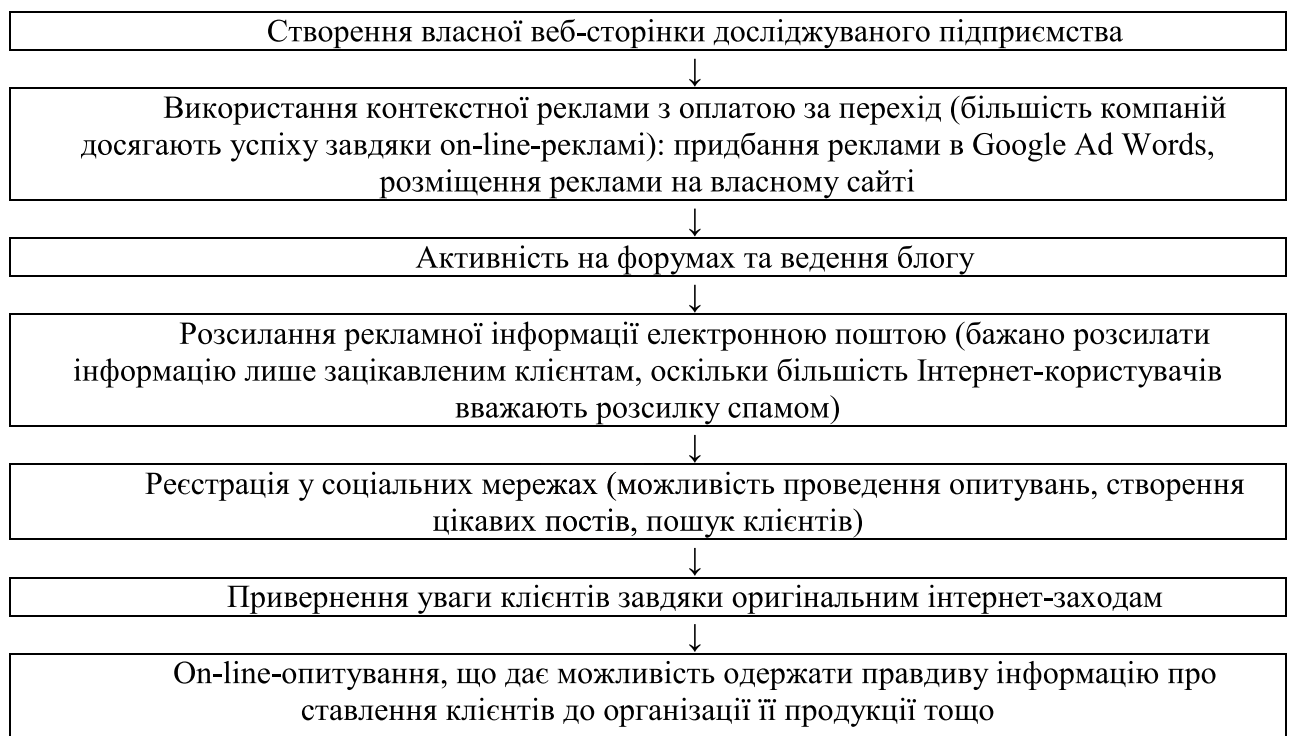 Створення власної веб-сторінки досліджуваного підприємства
↓
Використання контекстної реклами з оплатою за перехід (більшість компаній
досягають успіху завдяки on-line-рекламі): придбання реклами в Google Ad Words,
розміщення реклами на власному сайті
↓
Активність на форумах та ведення блогу
↓
Розсилання рекламної інформації електронною поштою (бажано розсилати
інформацію лише зацікавленим клієнтам, оскільки більшість Інтернет-користувачів
вважають розсилку спамом)
↓
Реєстрація у соціальних мережах (можливість проведення опитувань, створення
цікавих постів, пошук клієнтів)
↓
Привернення уваги клієнтів завдяки оригінальним інтернет-заходам
↓
On-line-опитування, що дає можливість одержати правдиву інформацію про
ставлення клієнтів до організації її продукції тощо